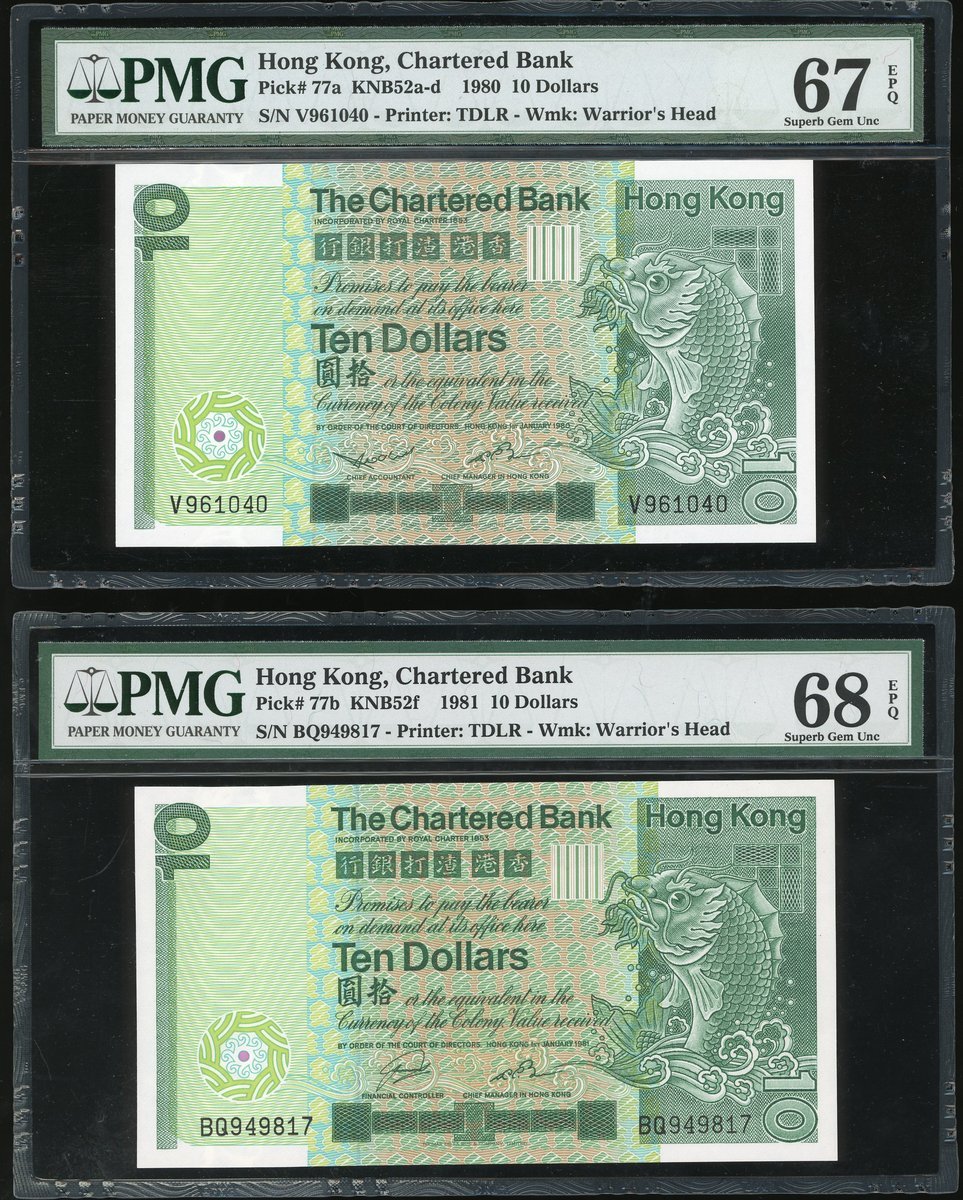 PMG
PAPER MONEY GUARANTY
Hong Kong, Chartered Bank
Pick# 77a KNB52a-d 1980 10 Dollars
S/N V961040 - Printer: TDLR - Wmk: Warrior's Head
67 EPQ
Superb Gem Unc
10
The Chartered Bank
Hong Kong
INCORPORATED BY ROYAL CHARTER 1853
行銀打渣港香
Promises to pay the bearer
on demand at its office here
Ten Dollars
圓拾 or the equivalent in the
Currency of the Colony. Value received
BY ORDER OF THE COURT OF DIRECTORS, HONG KONG 1st JANUARY 1980
CHIEF ACCOUNTANT CHIEF MANAGER IN HONG KONG
V961040 V961040
10
PMG
PAPER MONEY GUARANTY
Hong Kong, Chartered Bank
Pick# 77b KNB52f 1981 10 Dollars
S/N BQ949817 - Printer: TDLR - Wmk: Warrior's Head
68 EPQ
Superb Gem Unc
10
The Chartered Bank
Hong Kong
INCORPORATED BY ROYAL CHARTER 1853
行銀打渣港香
Promises to pay the bearer
on demand at its office here
Ten Dollars
圓拾 or the equivalent in the
Currency of the Colony. Value received
BY ORDER OF THE COURT OF DIRECTORS, HONG KONG 1st JANUARY 1981
FINANCIAL CONTROLLER CHIEF MANAGER IN HONG KONG
BQ949817 BQ949817
10